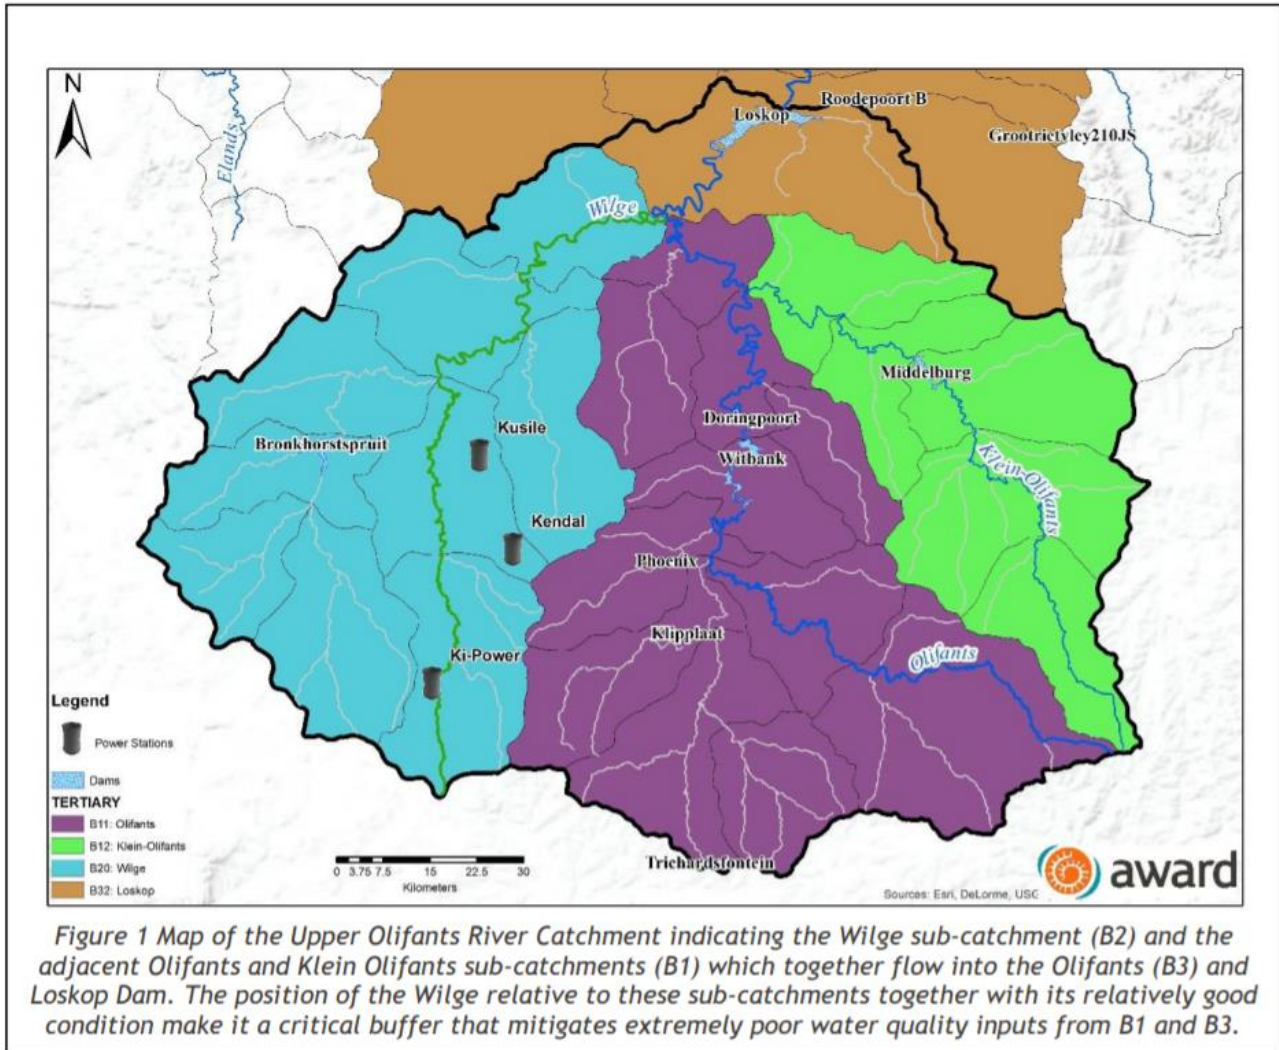 N
Elands
Loskop
Roodepoort B
Grootrietvley210JS
Wilge
Middelburg
Doringpoort
Kusile
Bronkhorstspruit
Witbank
Klein-Olifants
Kendal
Phoenix
Klipplaat
Ki-Power
Olifants
Trichardsfontein
Legend
Power Stations
Dams
TERTIARY
B11: Olifants
B12: Klein-Olifants
B20: Wilge
B32: Loskop
0 3.75 7.5 15 22.5 30
Kilometers
award
Sources: Esri, DeLorme, USG
Figure 1 Map of the Upper Olifants River Catchment indicating the Wilge sub-catchment (B2) and the
adjacent Olifants and Klein Olifants sub-catchments (B1) which together flow into the Olifants (B3) and
Loskop Dam. The position of the Wilge relative to these sub-catchments together with its relatively good
condition make it a critical buffer that mitigates extremely poor water quality inputs from B1 and B3.